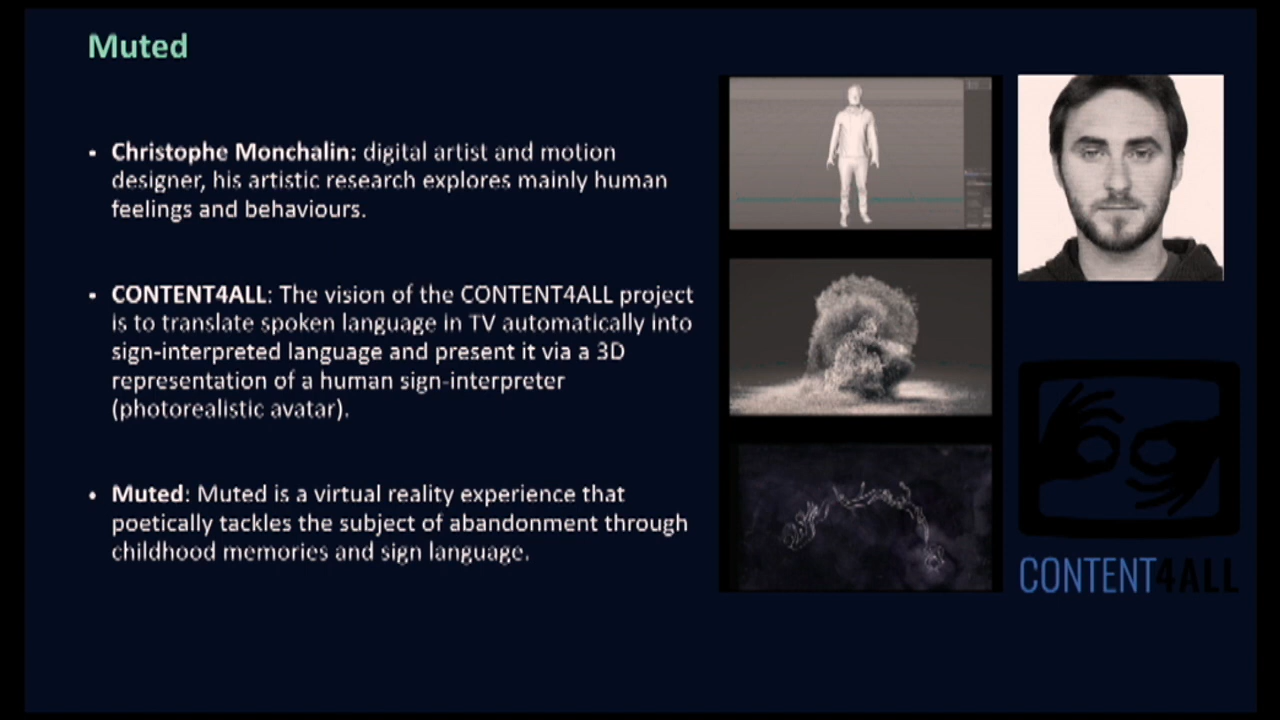 Muted
• Christophe Monchalin: digital artist and motion
designer, his artistic research explores mainly human
feelings and behaviours.
• CONTENT4ALL: The vision of the CONTENT4ALL project
is to translate spoken language in TV automatically into
sign-interpreted language and present it via a 3D
representation of a human sign-interpreter
(photorealistic avatar).
• Muted: Muted is a virtual reality experience that
poetically tackles the subject of abandonment through
childhood memories and sign language.
CONTENT4ALL